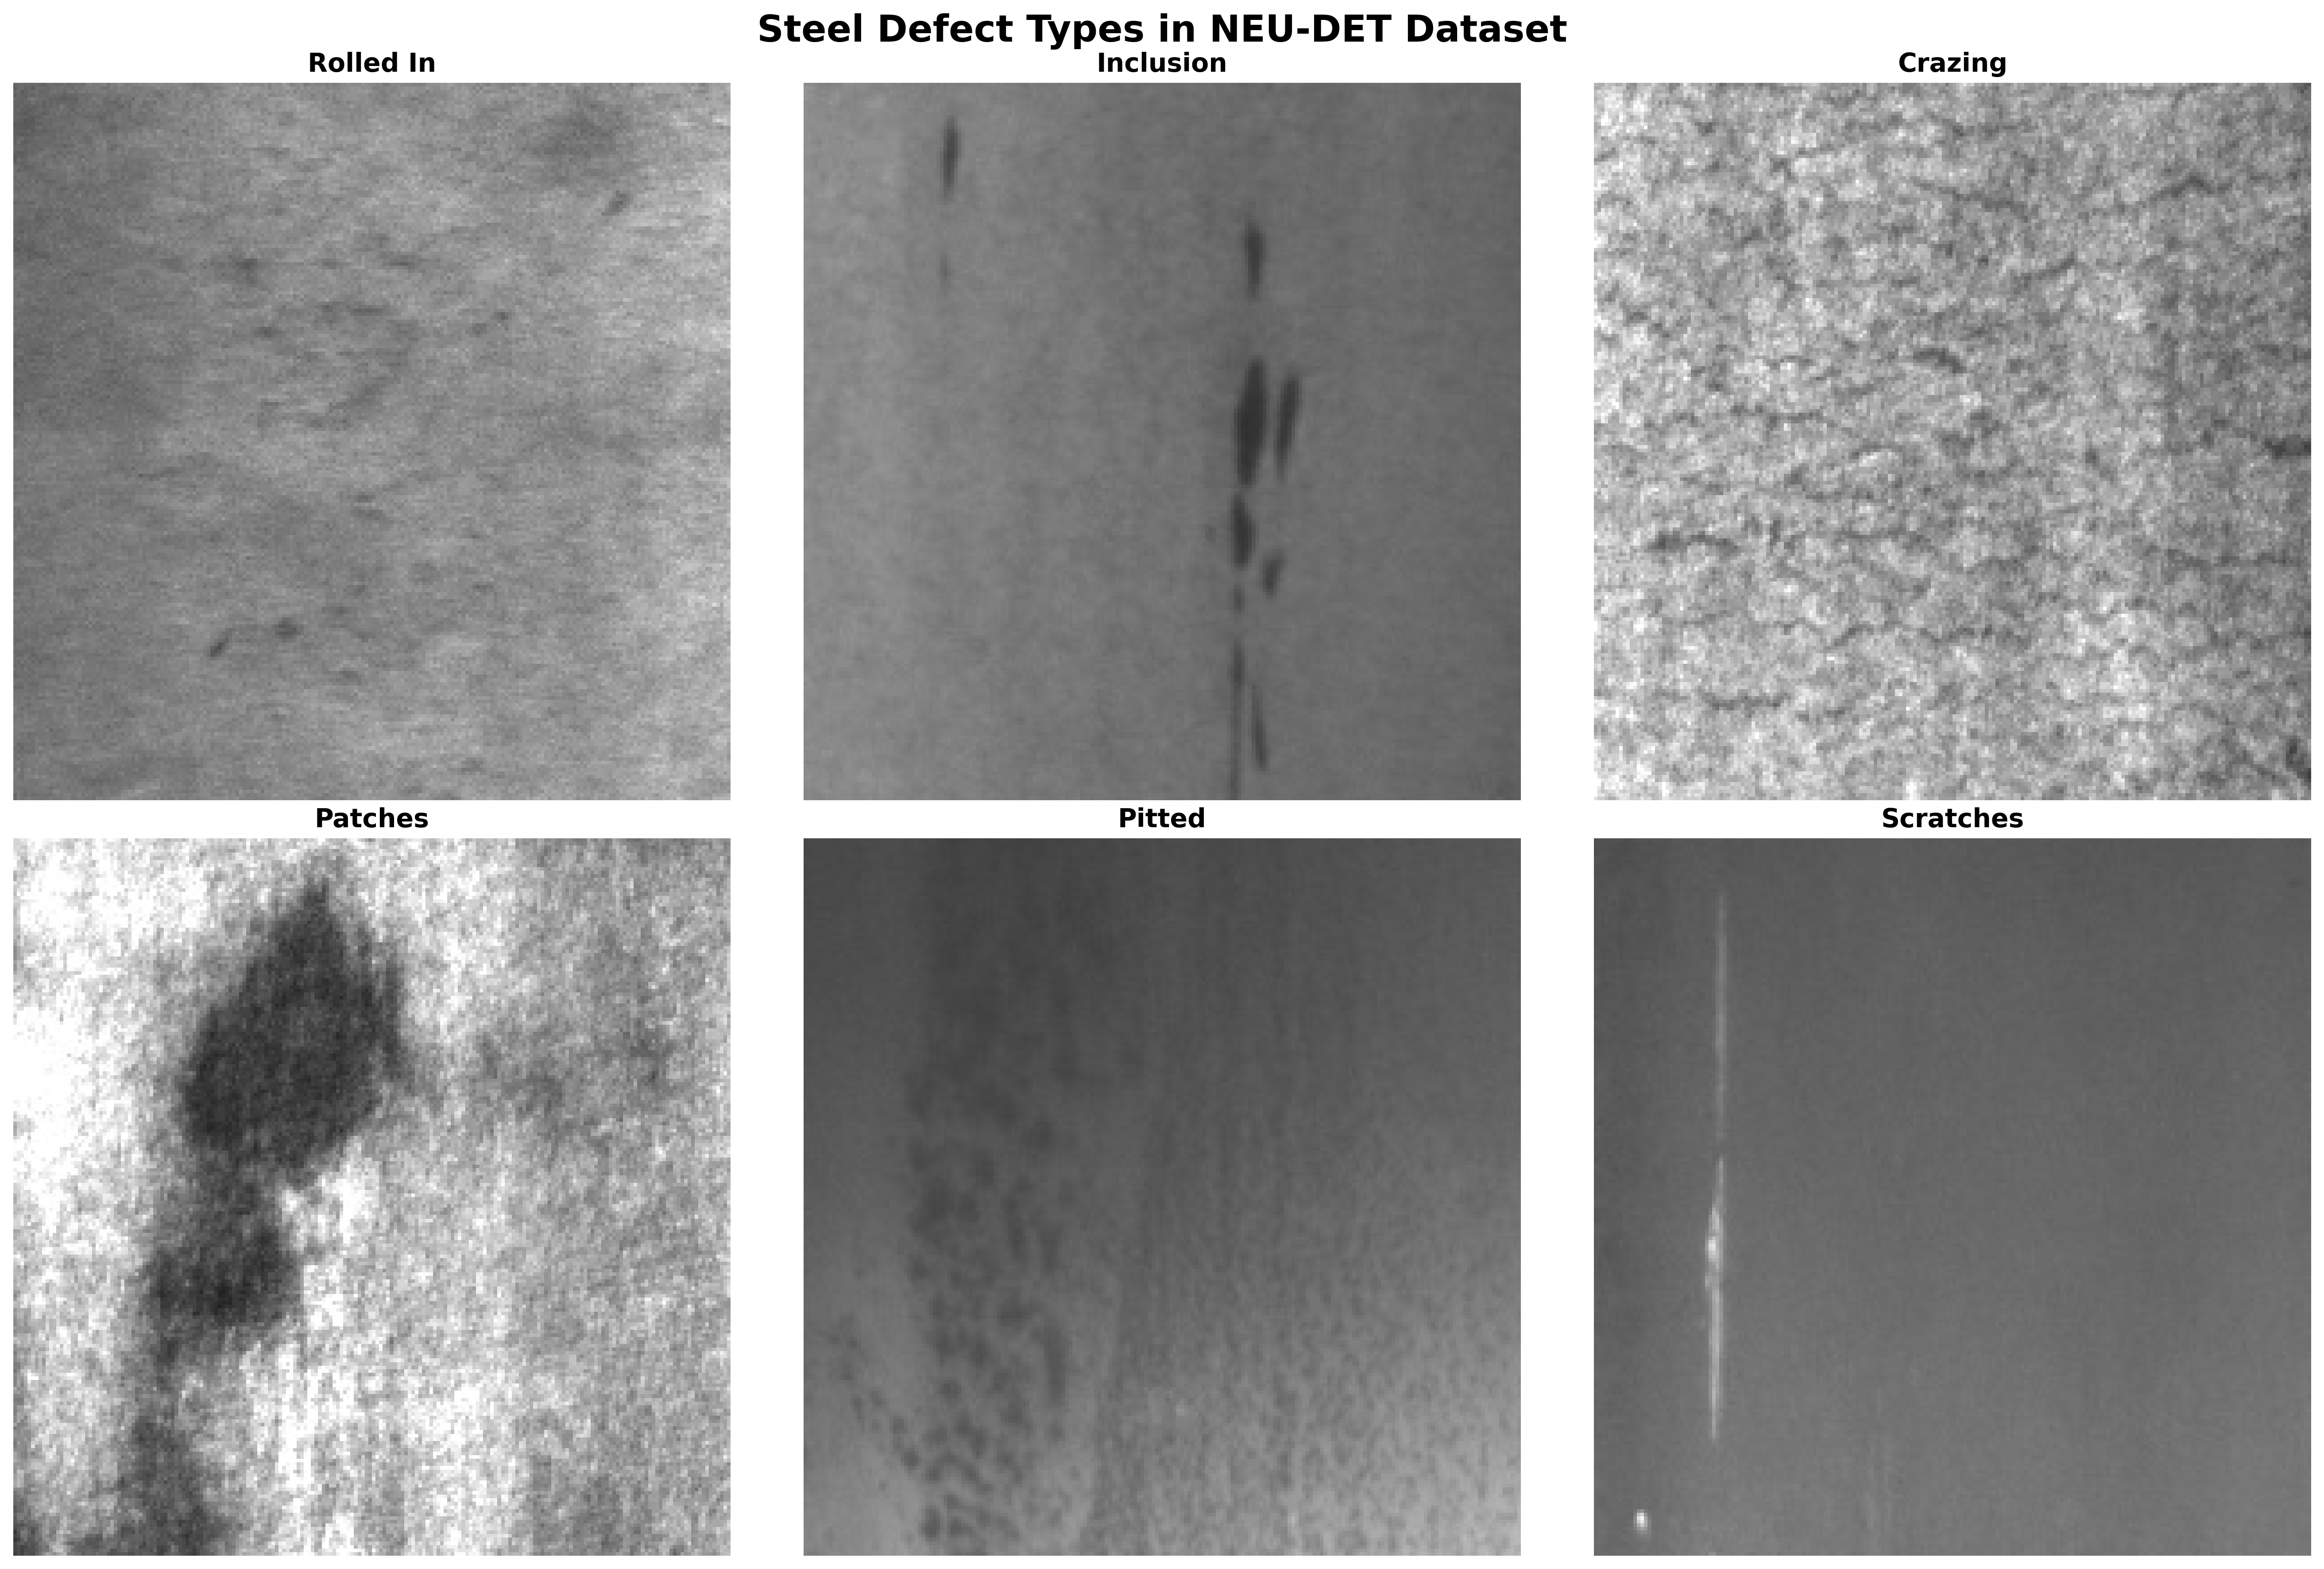 Steel Defect Types in NEU-DET Dataset
Rolled In
Inclusion
Crazing
Patches
Pitted
Scratches